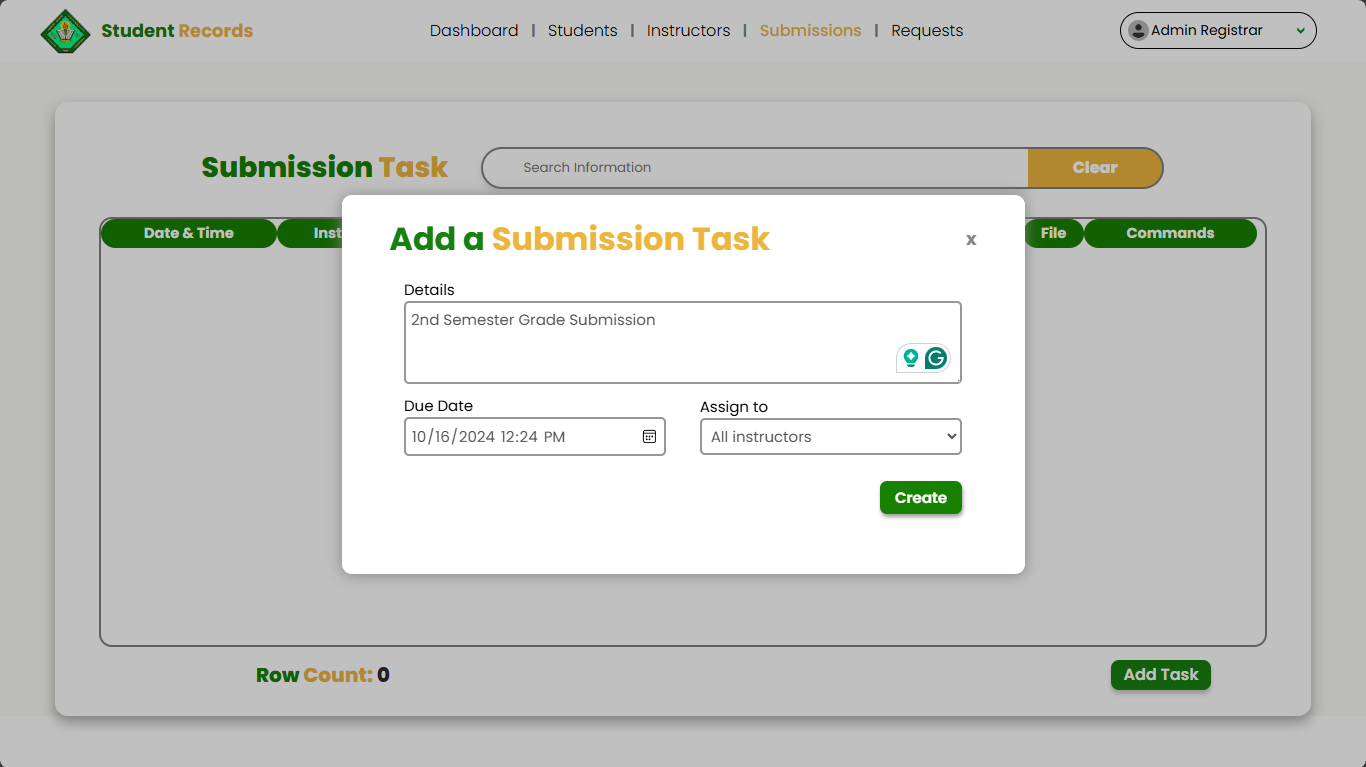 Student Records
Dashboard | Students | Instructors | Submissions | Requests
Admin Registrar
Submission Task
Search Information
Clear
Date & Time
File
Commands
Add a Submission Task
x
Details
2nd Semester Grade Submission
Due Date
Assign to
10/16/2024 12:24 PM
All instructors
Create
Row Count: 0
Add Task